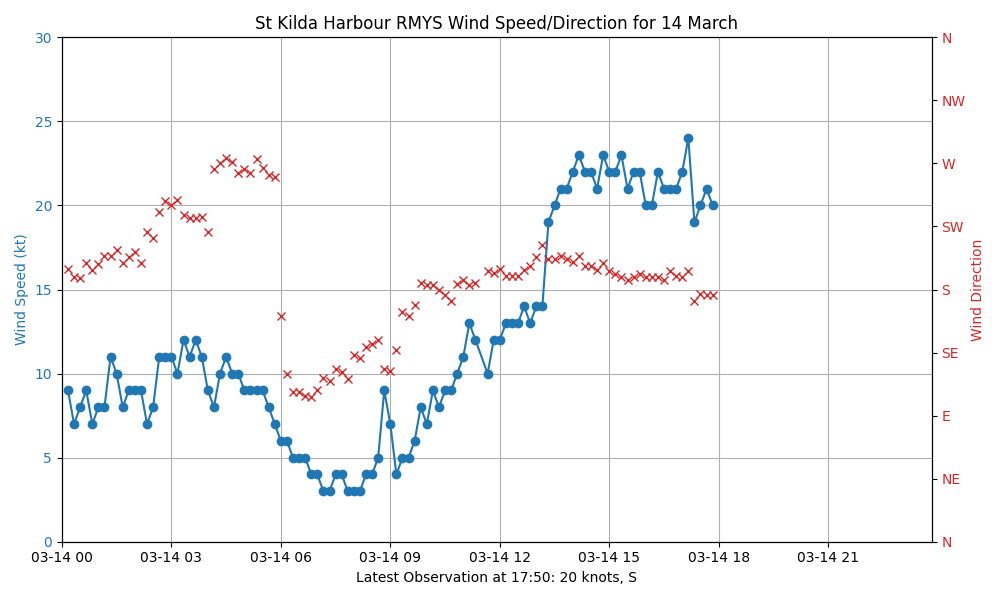 St Kilda Harbour RMYS Wind Speed/Direction for 14 March
30
25
20
15
10
5
0
Wind Speed (kt)
N
NW
W
SW
S
SE
E
NE
N
Wind Direction
03-14 00
03-14 03
03-14 06
03-14 09
03-14 12
03-14 15
03-14 18
03-14 21
Latest Observation at 17:50: 20 knots, S